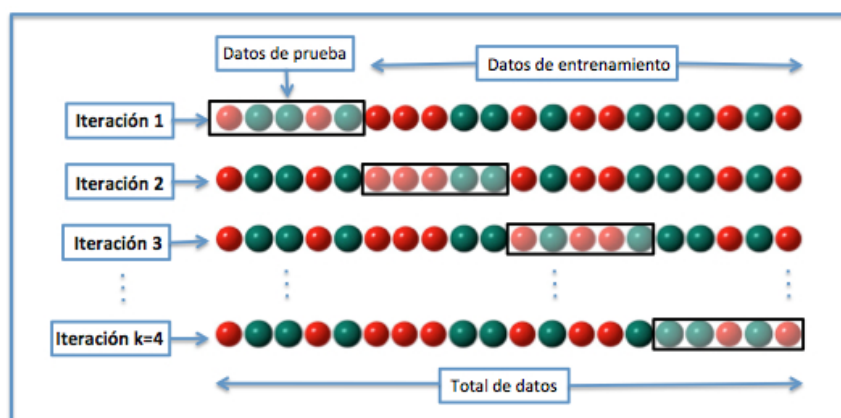 Datos de prueba
Datos de entrenamiento
Iteración 1
Iteración 2
Iteración 3
Iteración k=4
Total de datos